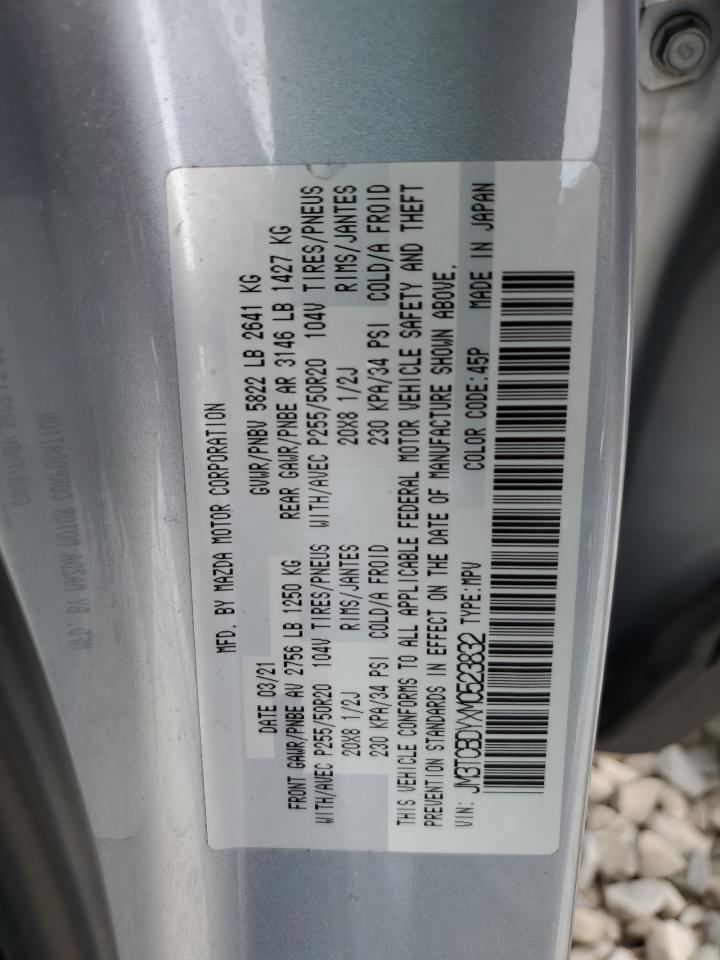 MFD. BY MAZDA MOTOR CORPORATION
DATE 03/21 GVWR/PNBV 5822 LB 2641 KG
FRONT GAWR/PNBE AV 2756 LB 1250 KG REAR GAWR/PNBE AR 3146 LB 1427 KG
WITH/AVEC P255/50R20 104V TIRES/PNEUS WITH/AVEC P255/50R20 104V TIRES/PNEUS
20X8 1/2J RIMS/JANTES 20X8 1/2J RIMS/JANTES
230 KPA/34 PSI COLD/A FROID 230 KPA/34 PSI COLD/A FROID
THIS VEHICLE CONFORMS TO ALL APPLICABLE FEDERAL MOTOR VEHICLE SAFETY AND THEFT
PREVENTION STANDARDS IN EFFECT ON THE DATE OF MANUFACTURE SHOWN ABOVE.
VIN: JM3TCBDYXM0523832 TYPE:MPV COLOR CODE:45P MADE IN JAPAN